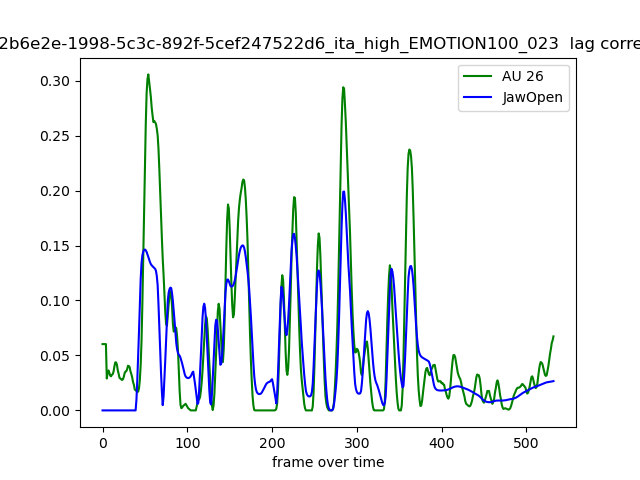 2b6e2e-1998-5c3c-892f-5cef247522d6_ita_high_EMOTION100_023 lag corre
AU 26
JawOpen
0.30
0.25
0.20
0.15
0.10
0.05
0.00
0 100 200 300 400 500
frame over time